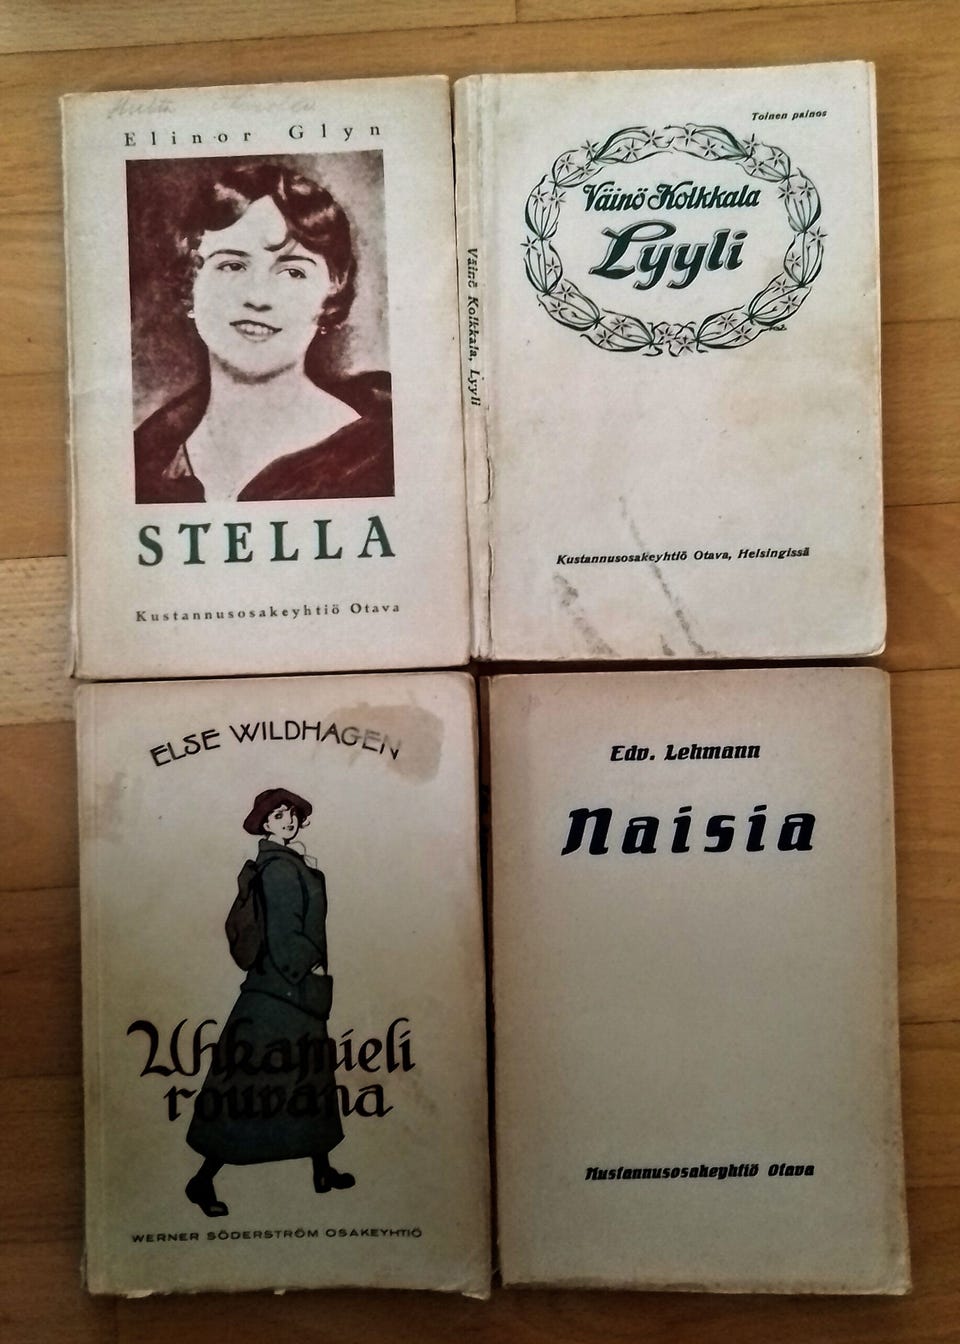 Elinor Glyn
STELLA
Kustannusosakeyhtiö Otava
Väinö Kolkkala, Lyyli
Toinen painos
Väinö Kolkkala
Lyyli
Kustannusosakeyhtiö Otava, Helsingissä
ELSE WILDHAGEN
Uhkamieli
rouvana
WERNER SÖDERSTRÖM OSAKEYHTIÖ
Edv. Lehmann
Naisia
Kustannusosakeyhtiö Otava